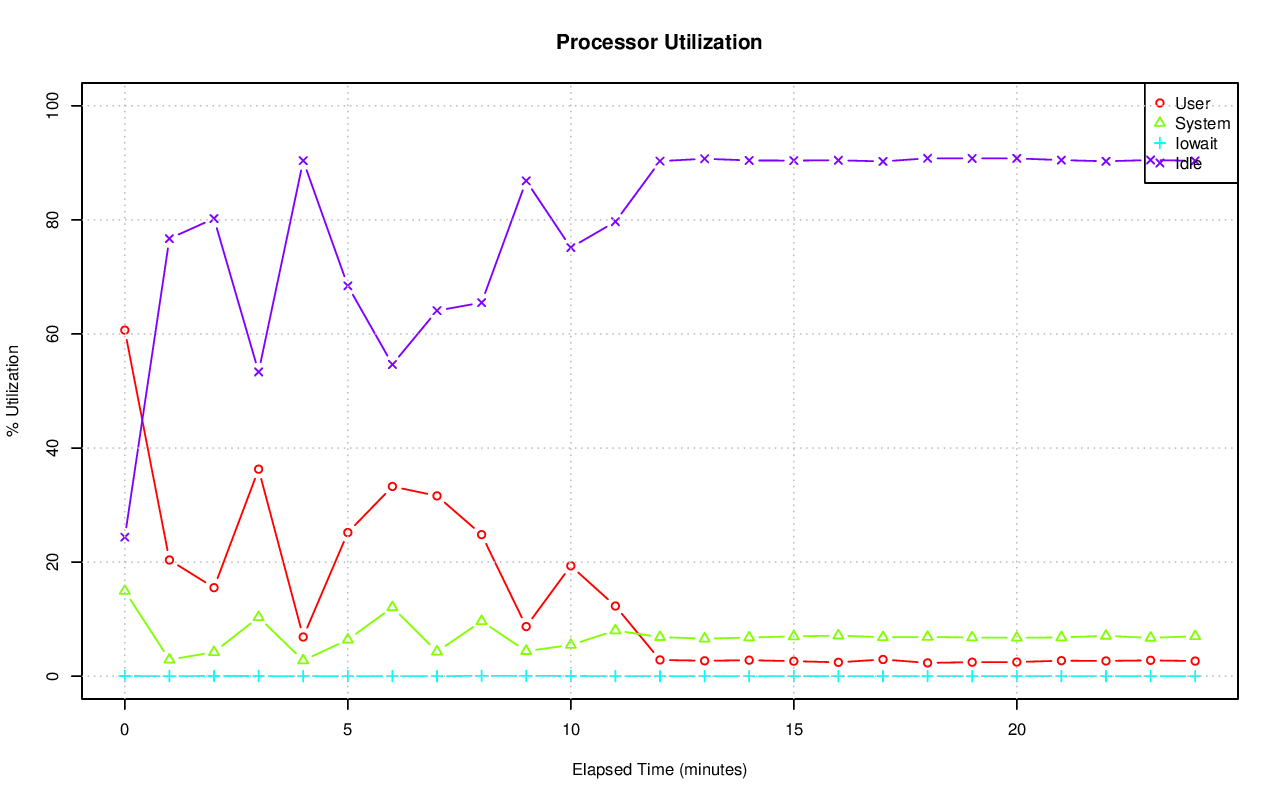 Processor Utilization
User
System
Iowait
Idle
% Utilization
100
80
60
40
20
0
0 5 10 15 20
Elapsed Time (minutes)